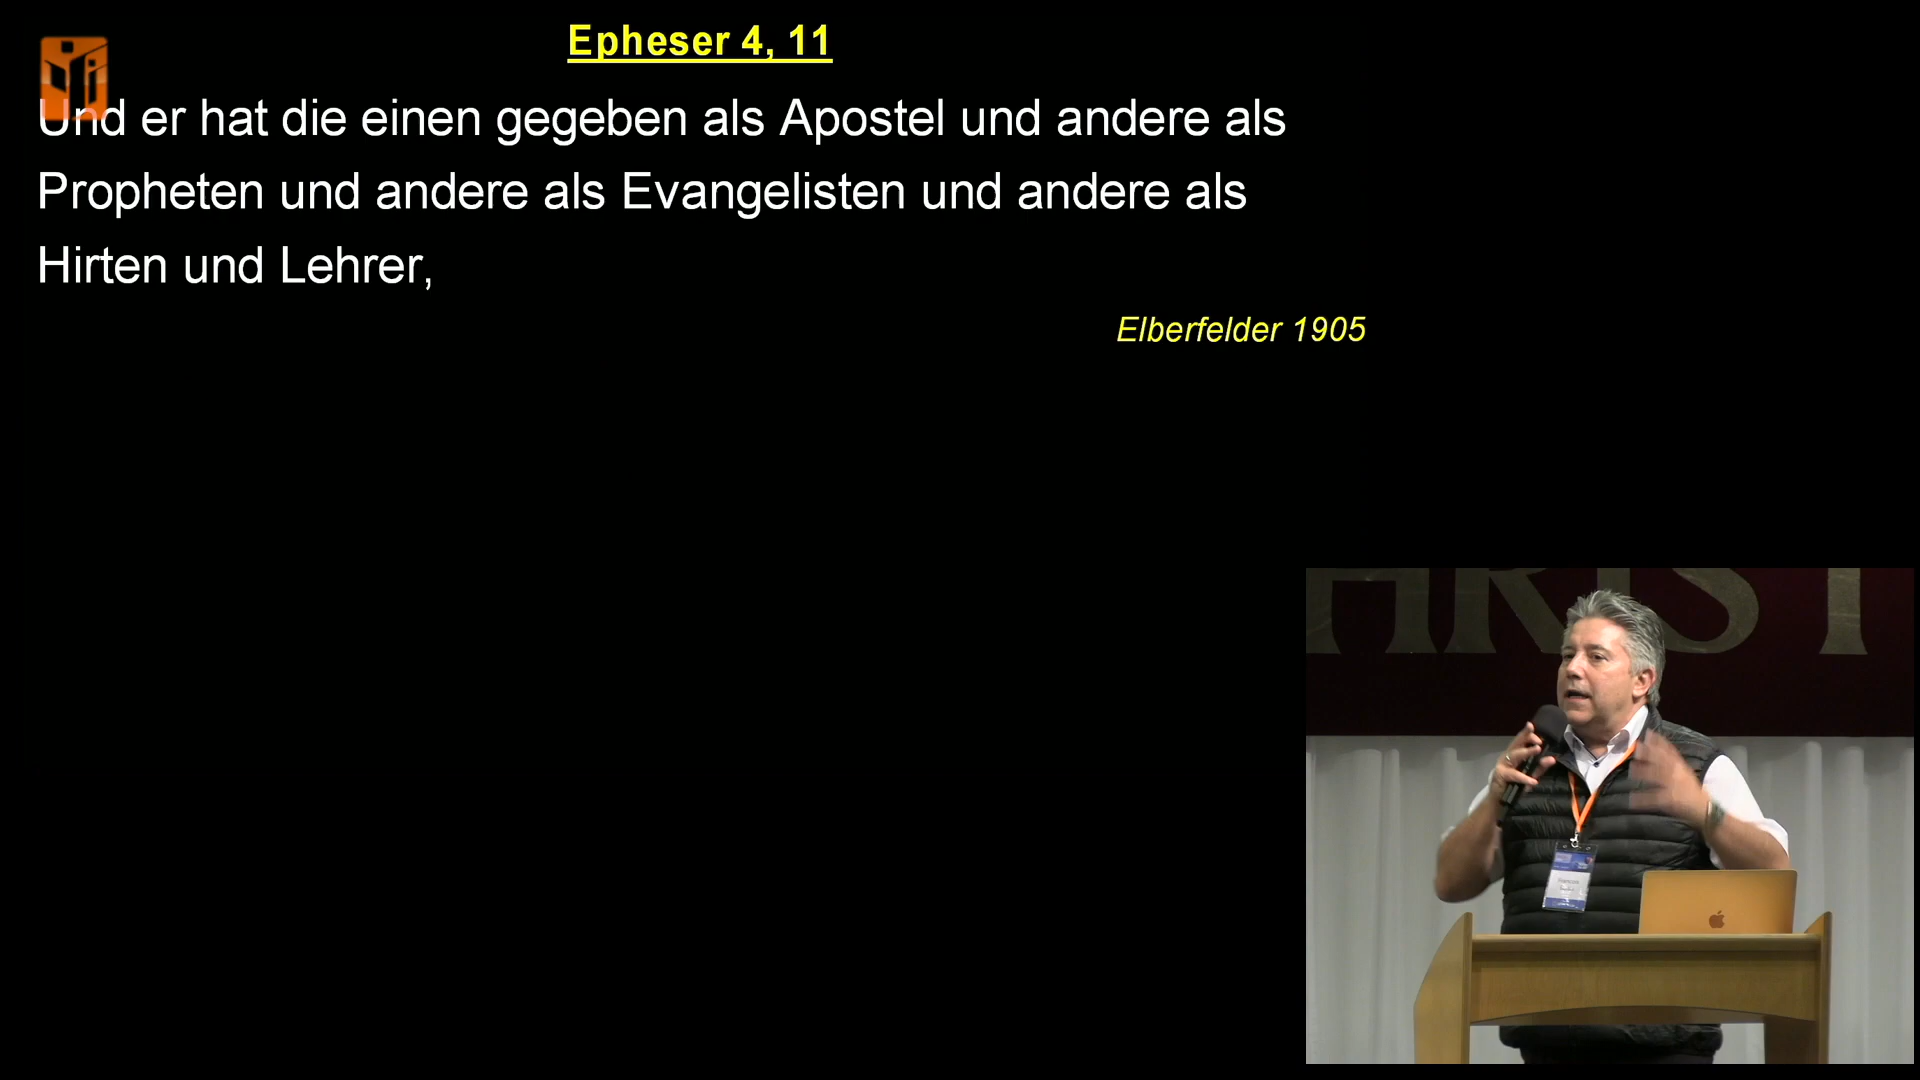 Epheser 4, 11
Und er hat die einen gegeben als Apostel und andere als
Propheten und andere als Evangelisten und andere als
Hirten und Lehrer,
Elberfelder 1905
HRIST